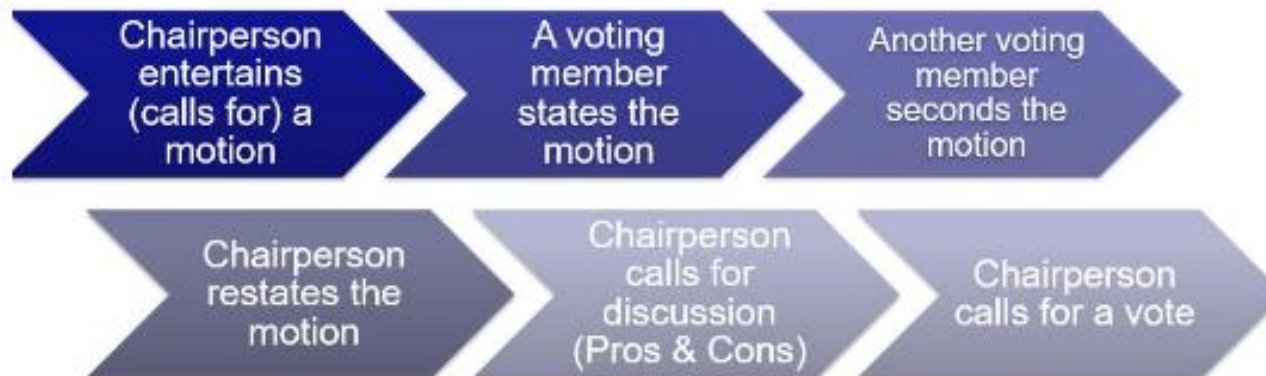 Chairperson
entertains
(calls for) a
motion
A voting
member
states the
motion
Another voting
member
seconds the
motion
Chairperson
restates the
motion
Chairperson
calls for
discussion
(Pros & Cons)
Chairperson
calls for a vote